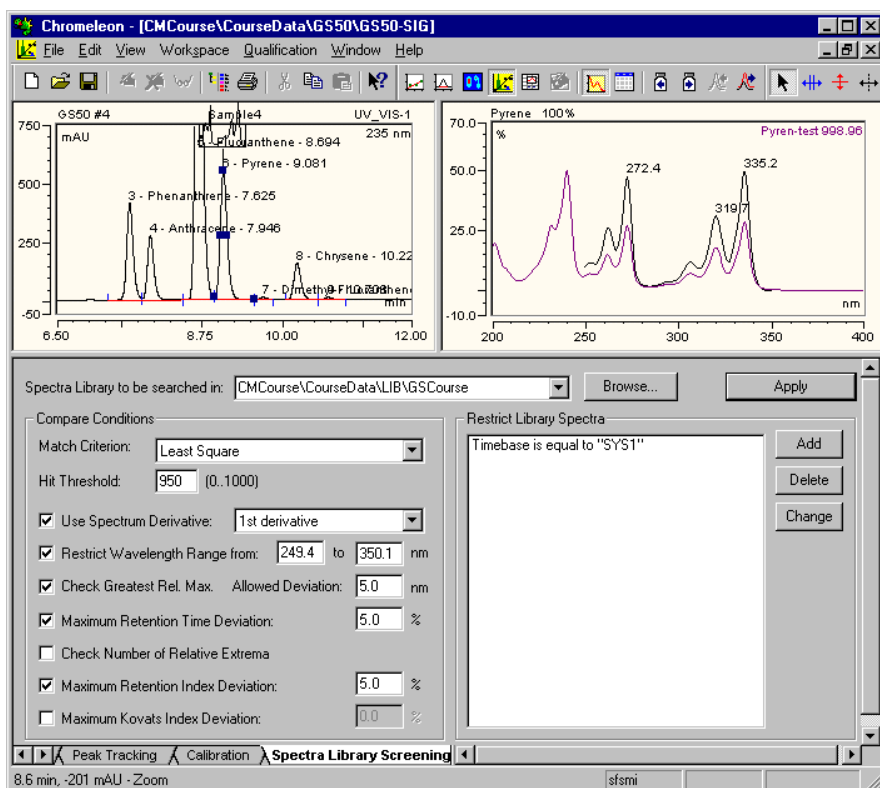 Chromeleon - [CMCourse\CourseData\GS50\GS50-SIG]
File Edit View Workspace Qualification Window Help
GS50 #4 Sample4 UV_VIS-1
750 mAU 235 nm
Fluoranthene - 8.694
6 - Pyrene - 9.081
500
3 - Phenanthrene - 7.625
4 - Anthracene - 7.946
250
8 - Chrysene - 10.22
min
-50
6.50 8.75 10.00 12.00
Pyrene 100%
70.0 % Pyren-test 998.96
50.0 272.4 335.2
319.7
25.0
nm
-10.0
200 250 300 350 400
Spectra Library to be searched in: CMCourse\CourseData\LIB\GSCourse Browse... Apply
Compare Conditions
Match Criterion: Least Square
Hit Threshold: 950 (0..1000)
Use Spectrum Derivative: 1st derivative
Restrict Wavelength Range from: 249.4 to 350.1 nm
Check Greatest Rel. Max. Allowed Deviation: 5.0 nm
Maximum Retention Time Deviation: 5.0 %
Check Number of Relative Extrema
Maximum Retention Index Deviation: 5.0 %
Maximum Kovats Index Deviation: 0.0 %
Restrict Library Spectra
Timebase is equal to "SYS1"
Add
Delete
Change
Peak Tracking Calibration Spectra Library Screening
8.6 min, -201 mAU - Zoom sfsmi